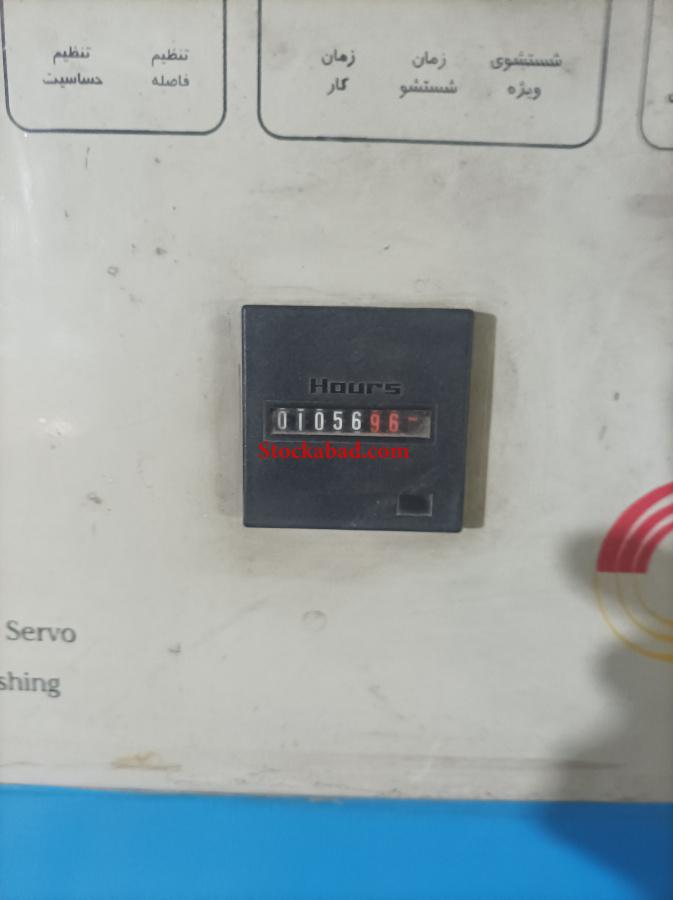 تنظیم
حساسیت
تنظیم
فاصله
زمان
کار
زمان
شستشو
شستشوی
ویژه
Hours
0105696
Stockabad.com
Servo
shing